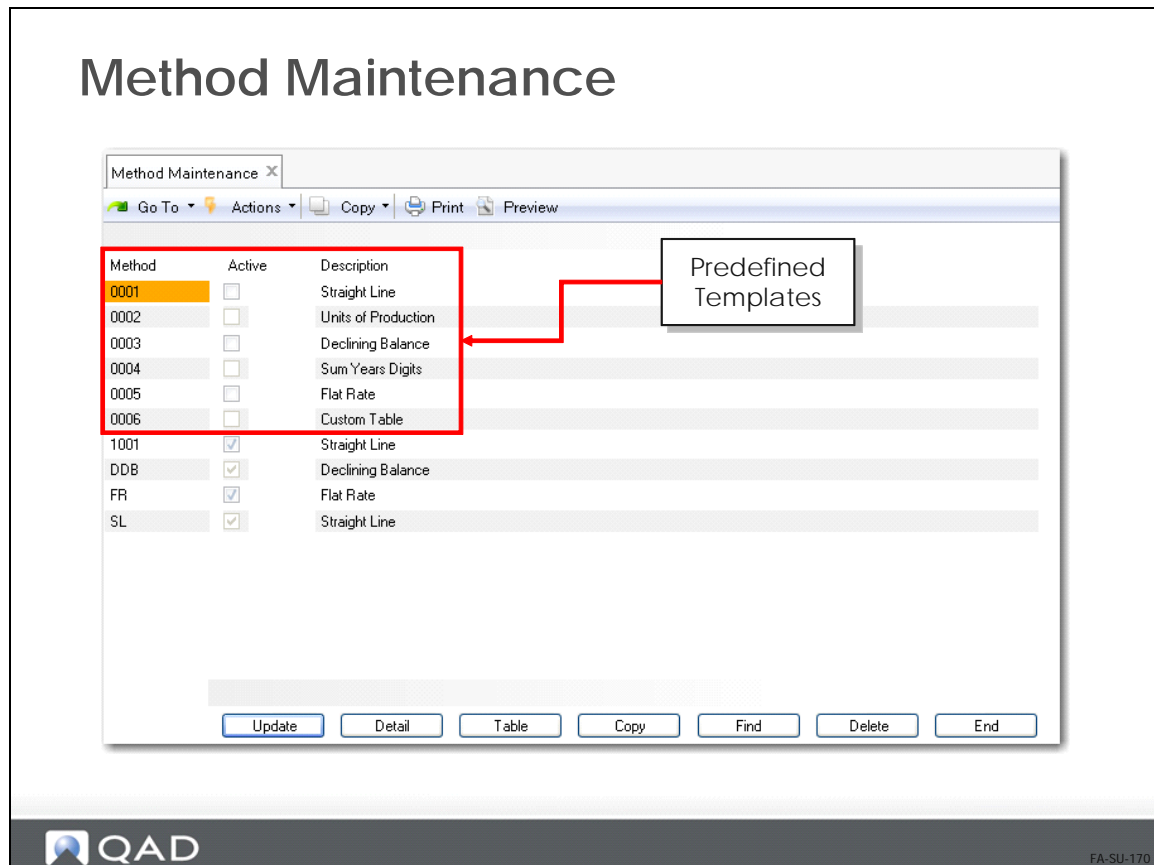 Method Maintenance
Method Maintenance X
Go To Actions Copy Print Preview
Method Active Description
0001 Straight Line
0002 Units of Production
0003 Declining Balance
0004 Sum Years Digits
0005 Flat Rate
0006 Custom Table
1001 Straight Line
DDB Declining Balance
FR Flat Rate
SL Straight Line
Predefined
Templates
Update Detail Table Copy Find Delete End
QAD
FA-SU-170